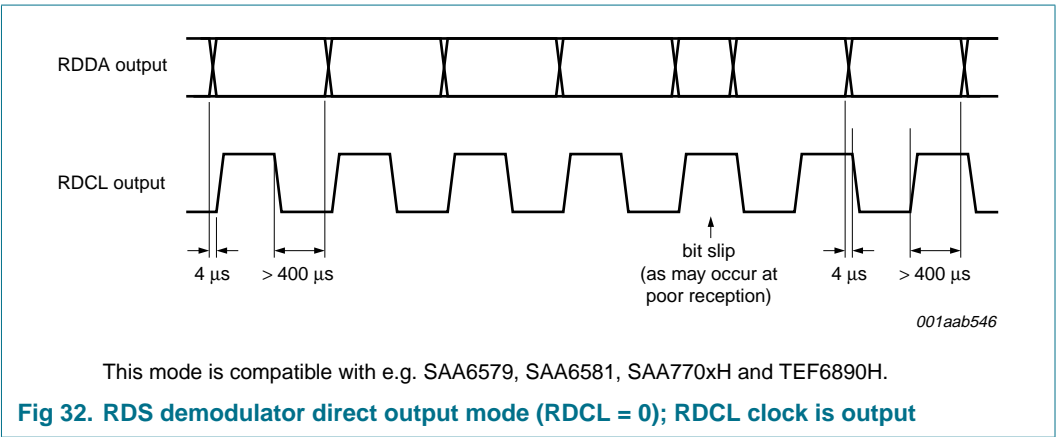 RDDA output
RDCL output
4 μs
> 400 μs
bit slip
(as may occur at
poor reception)
4 μs
> 400 μs
001aab546
This mode is compatible with e.g. SAA6579, SAA6581, SAA770xH and TEF6890H.
Fig 32. RDS demodulator direct output mode (RDCL = 0); RDCL clock is output